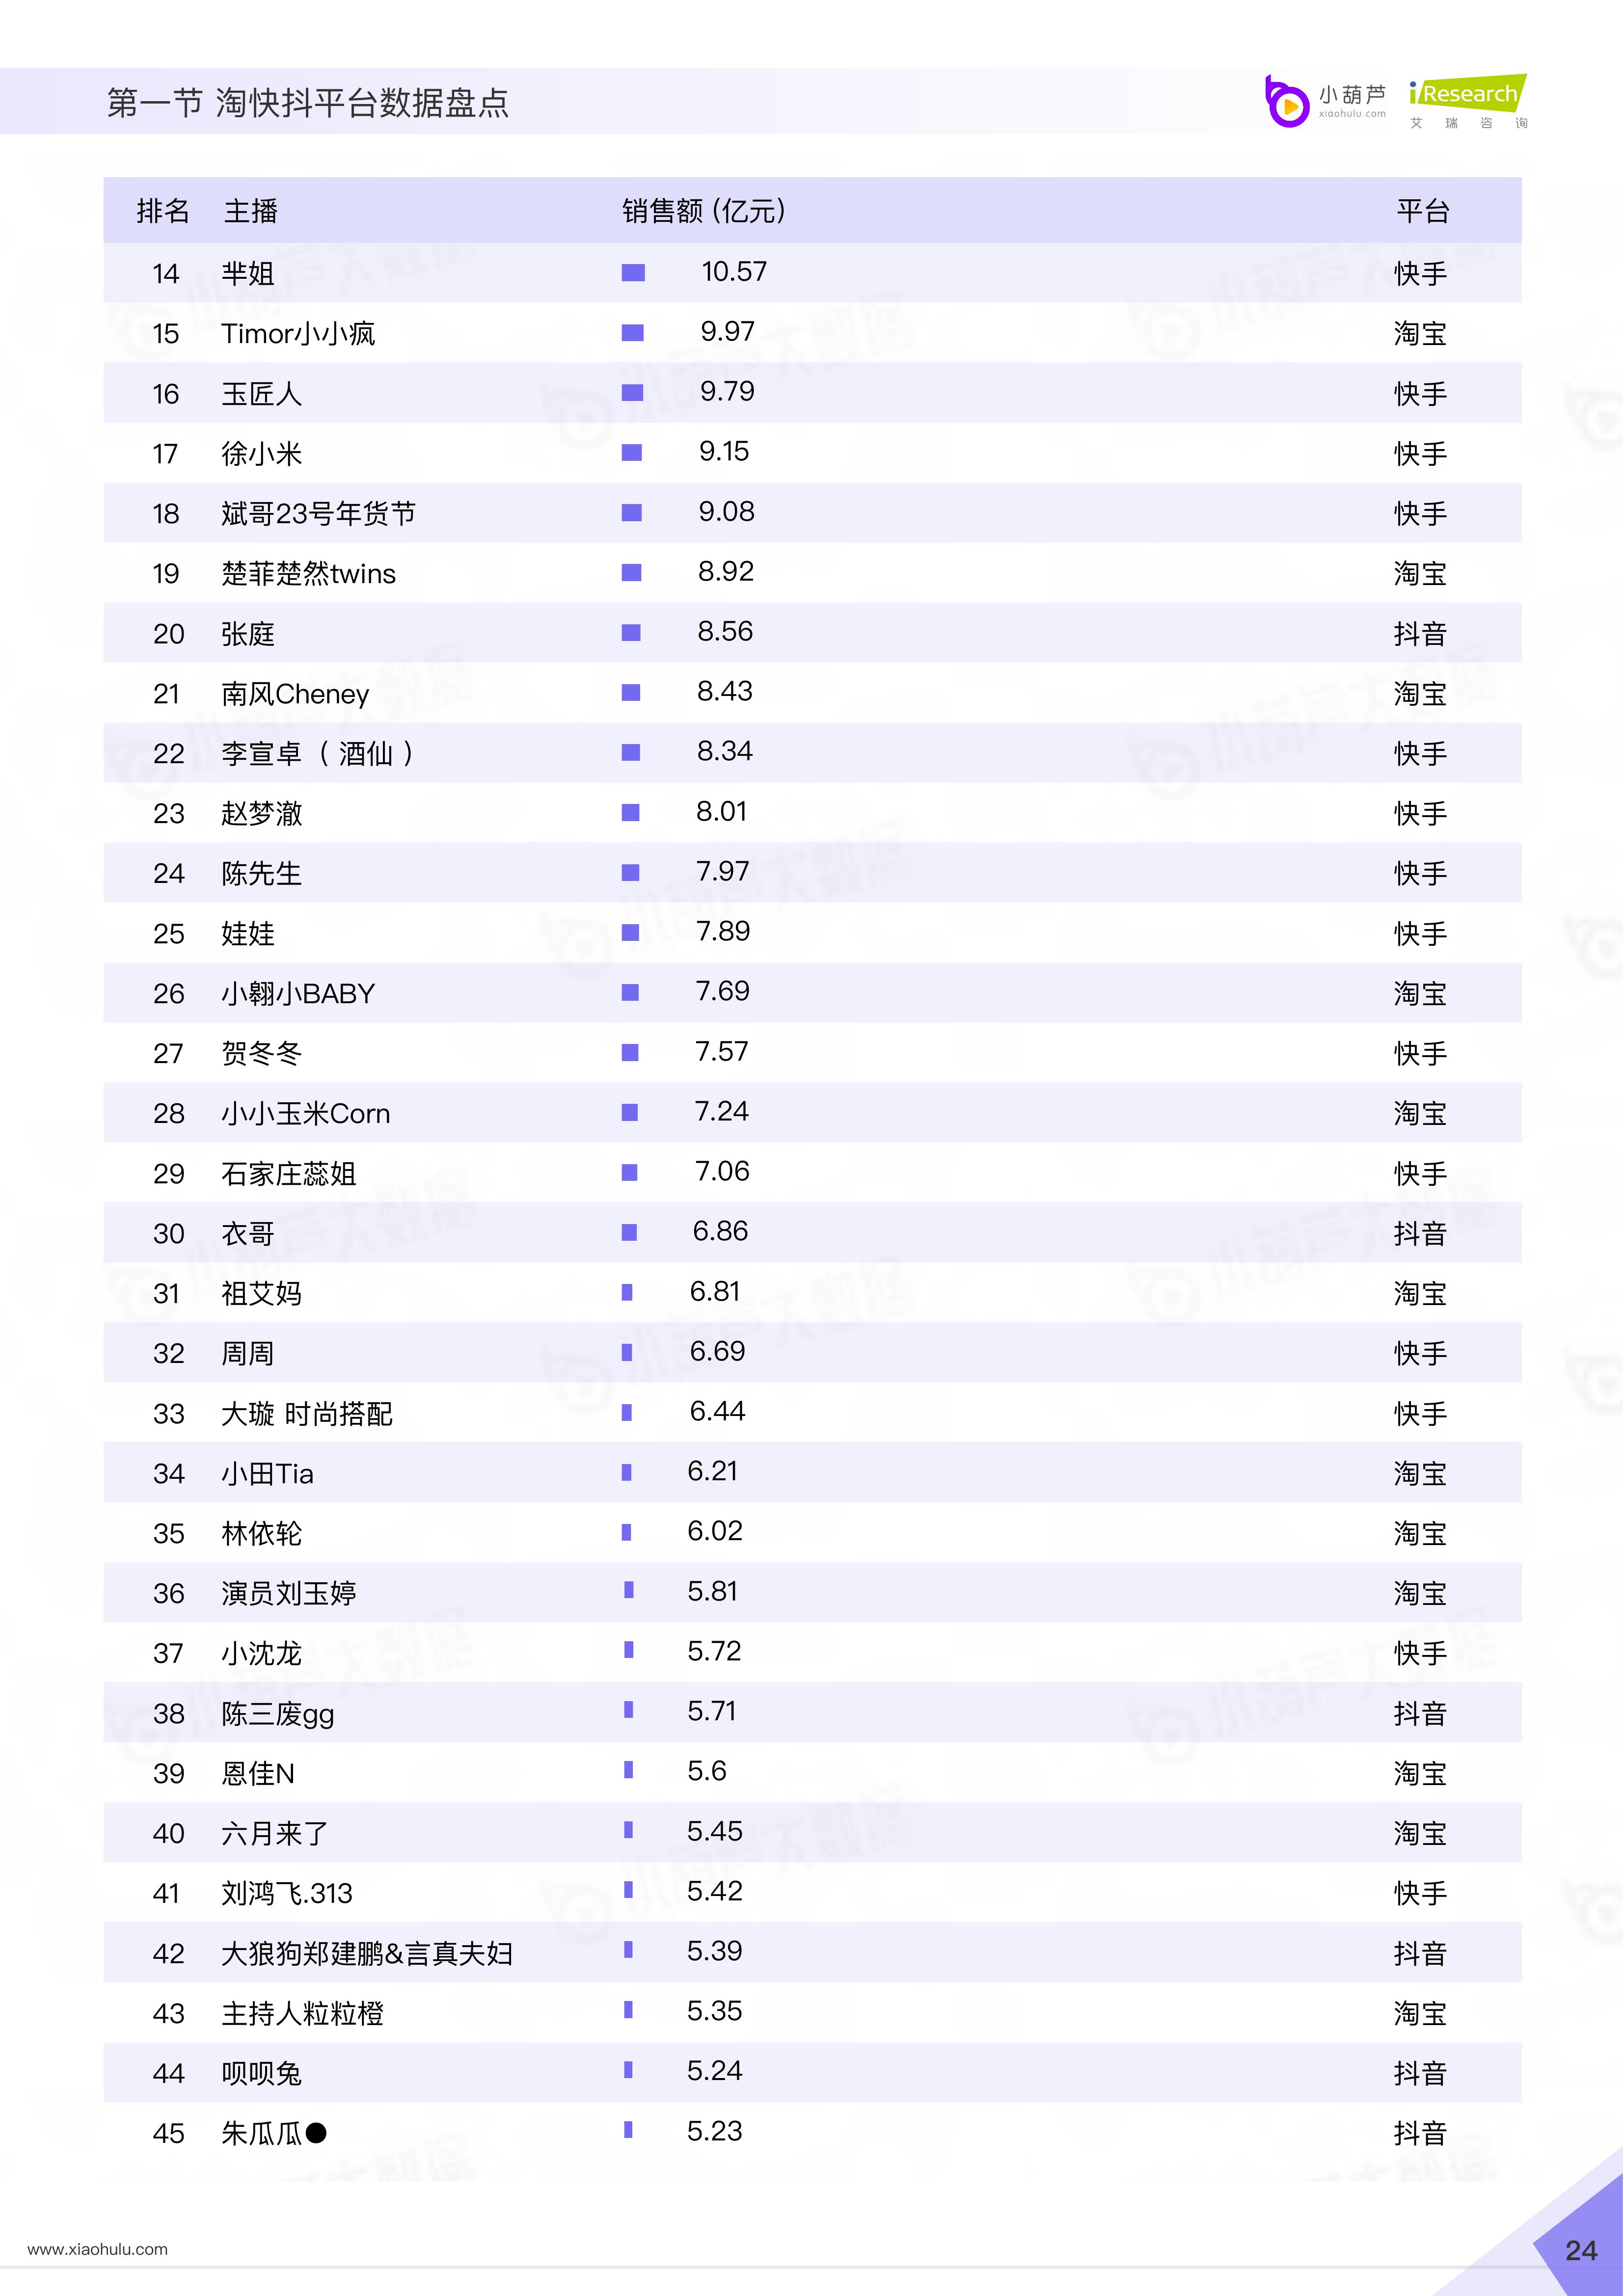 第一节 淘快抖平台数据盘点
小葫芦
xiaohulu.com
iResearch
艾 瑞 咨 询
排名 主播 销售额 (亿元) 平台
14 芈姐 10.57 快手
15 Timor小小疯 9.97 淘宝
16 玉匠人 9.79 快手
17 徐小米 9.15 快手
18 斌哥23号年货节 9.08 快手
19 楚菲楚然twins 8.92 淘宝
20 张庭 8.56 抖音
21 南风Cheney 8.43 淘宝
22 李宣卓（酒仙） 8.34 快手
23 赵梦澈 8.01 快手
24 陈先生 7.97 快手
25 娃娃 7.89 快手
26 小翱小BABY 7.69 淘宝
27 贺冬冬 7.57 快手
28 小小玉米Corn 7.24 淘宝
29 石家庄蕊姐 7.06 快手
30 衣哥 6.86 抖音
31 祖艾妈 6.81 淘宝
32 周周 6.69 快手
33 大璇 时尚搭配 6.44 快手
34 小田Tia 6.21 淘宝
35 林依轮 6.02 淘宝
36 演员刘玉婷 5.81 淘宝
37 小沈龙 5.72 快手
38 陈三废gg 5.71 抖音
39 恩佳N 5.6 淘宝
40 六月来了 5.45 淘宝
41 刘鸿飞.313 5.42 快手
42 大狼狗郑建鹏&言真夫妇 5.39 抖音
43 主持人粒粒橙 5.35 淘宝
44 呗呗兔 5.24 抖音
45 朱瓜瓜● 5.23 抖音
www.xiaohulu.com
24
小葫芦大数据